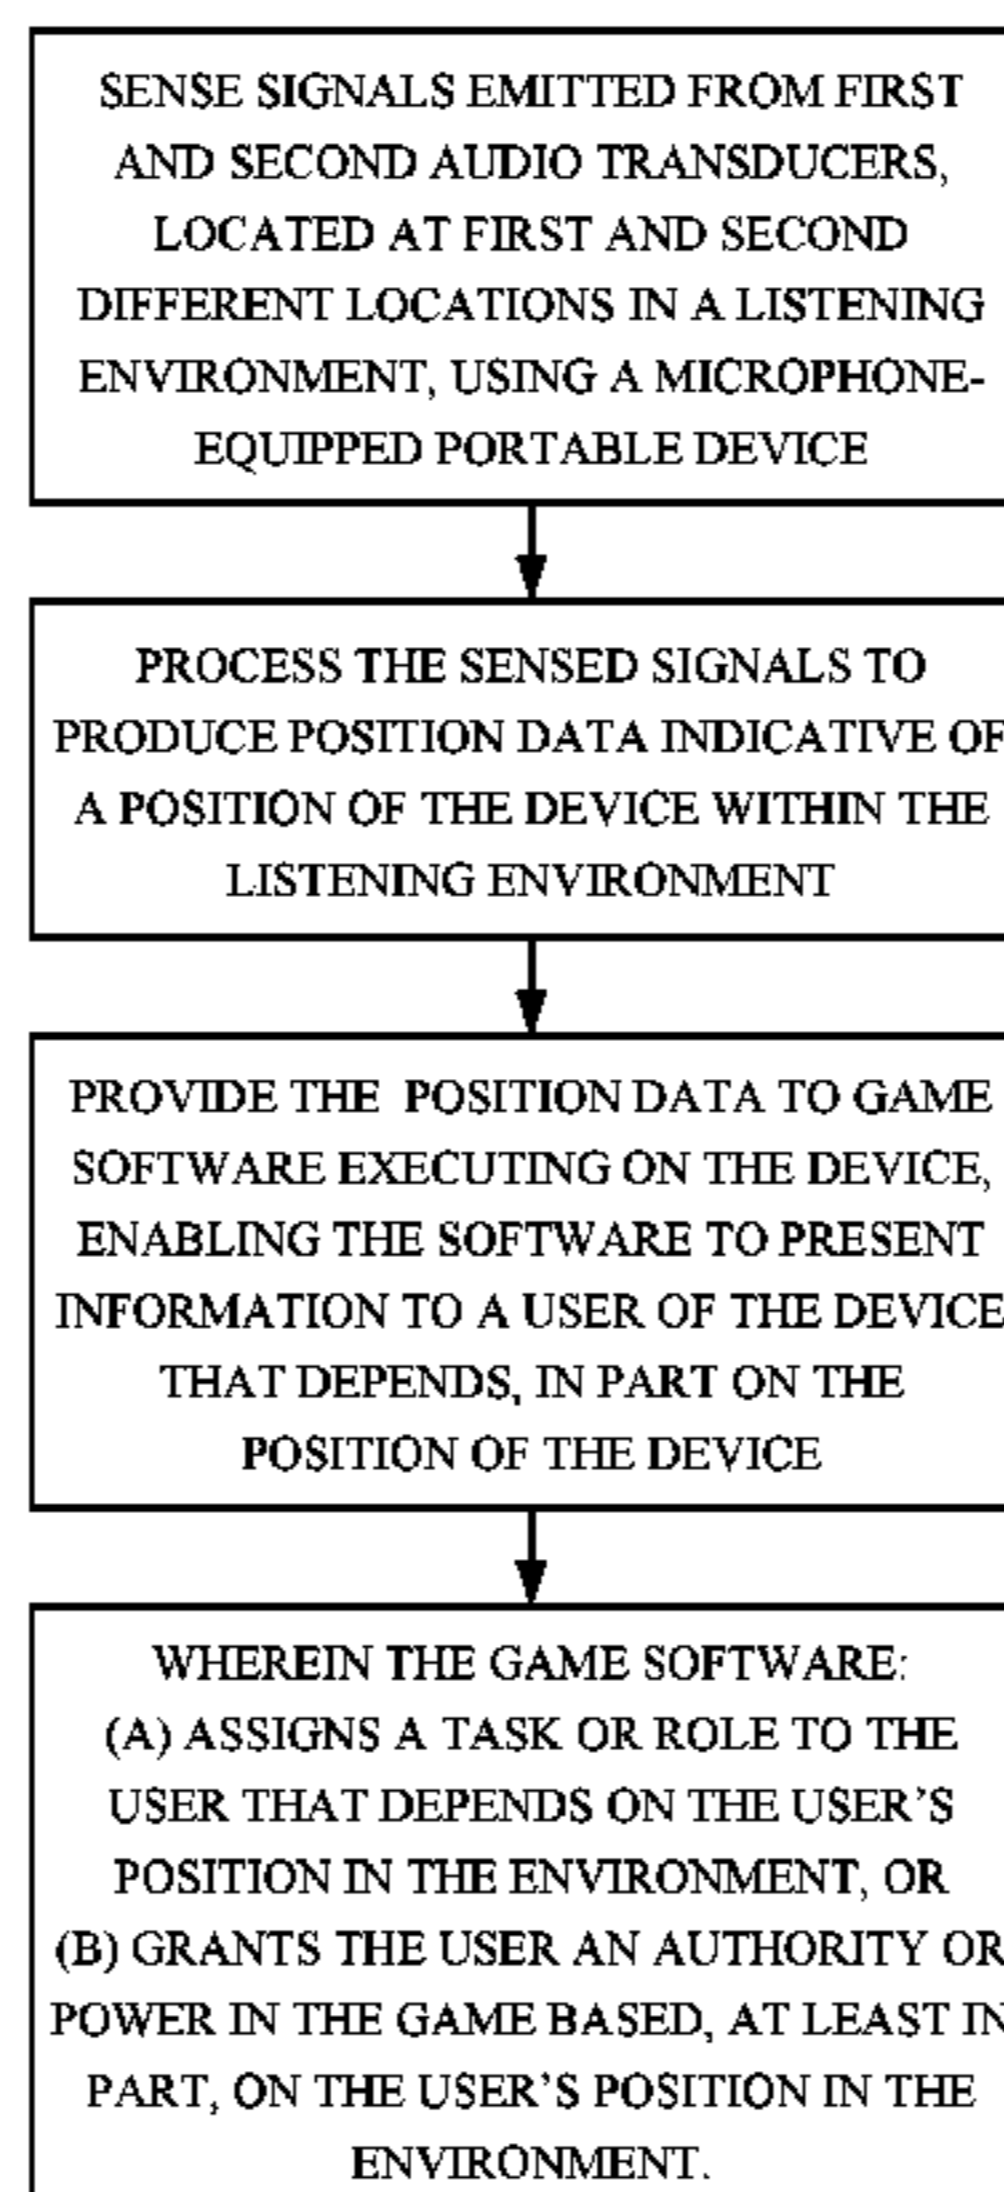 SENSE SIGNALS EMITTED FROM FIRST
AND SECOND AUDIO TRANSDUCERS,
LOCATED AT FIRST AND SECOND
DIFFERENT LOCATIONS IN A LISTENING
ENVIRONMENT, USING A MICROPHONE-
EQUIPPED PORTABLE DEVICE
PROCESS THE SENSED SIGNALS TO
PRODUCE POSITION DATA INDICATIVE OF
A POSITION OF THE DEVICE WITHIN THE
LISTENING ENVIRONMENT
PROVIDE THE POSITION DATA TO GAME
SOFTWARE EXECUTING ON THE DEVICE,
ENABLING THE SOFTWARE TO PRESENT
INFORMATION TO A USER OF THE DEVICE
THAT DEPENDS, IN PART ON THE
POSITION OF THE DEVICE
WHEREIN THE GAME SOFTWARE:
(A) ASSIGNS A TASK OR ROLE TO THE
USER THAT DEPENDS ON THE USER'S
POSITION IN THE ENVIRONMENT, OR
(B) GRANTS THE USER AN AUTHORITY OR
POWER IN THE GAME BASED, AT LEAST IN
PART, ON THE USER'S POSITION IN THE
ENVIRONMENT.